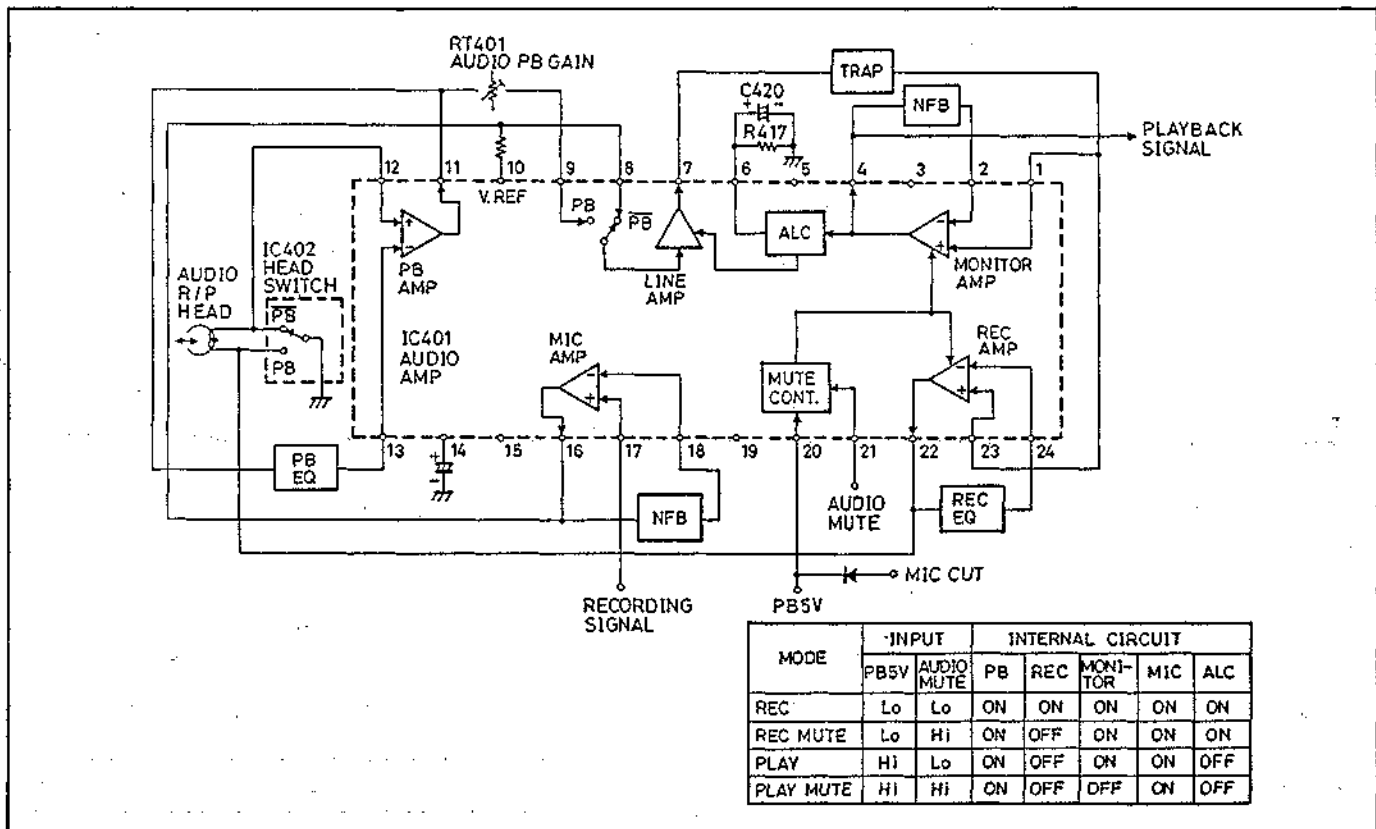 RT401
AUDIO PB GAIN
TRAP
C420
+ -
NFB
R417
PLAYBACK
SIGNAL
12 11 10 9 8 7 6 5 4 3 2 1
V.REF
PB
PB
IC402
HEAD
SWITCH
AUDIO
R/P
HEAD
PB
PB
+
-
PB
AMP
ALC
-
+
LINE
AMP
MONITOR
AMP
IC401
AUDIO
AMP
MIC
AMP
-
+
REC
AMP
-
+
MUTE
CONT.
13 14 15 16 17 18 19 20 21 22 23 24
PB
EQ
+
-
NFB
AUDIO
MUTE
REC
EQ
MIC CUT
RECORDING
SIGNAL
PB5V
MODE INPUT INTERNAL CIRCUIT
PB5V AUDIO MUTE PB REC MONI-TOR MIC ALC
REC Lo Lo ON ON ON ON ON
REC MUTE Lo Hi ON OFF ON ON ON
PLAY Hi Lo ON OFF ON ON OFF
PLAY MUTE Hi Hi ON OFF OFF ON OFF